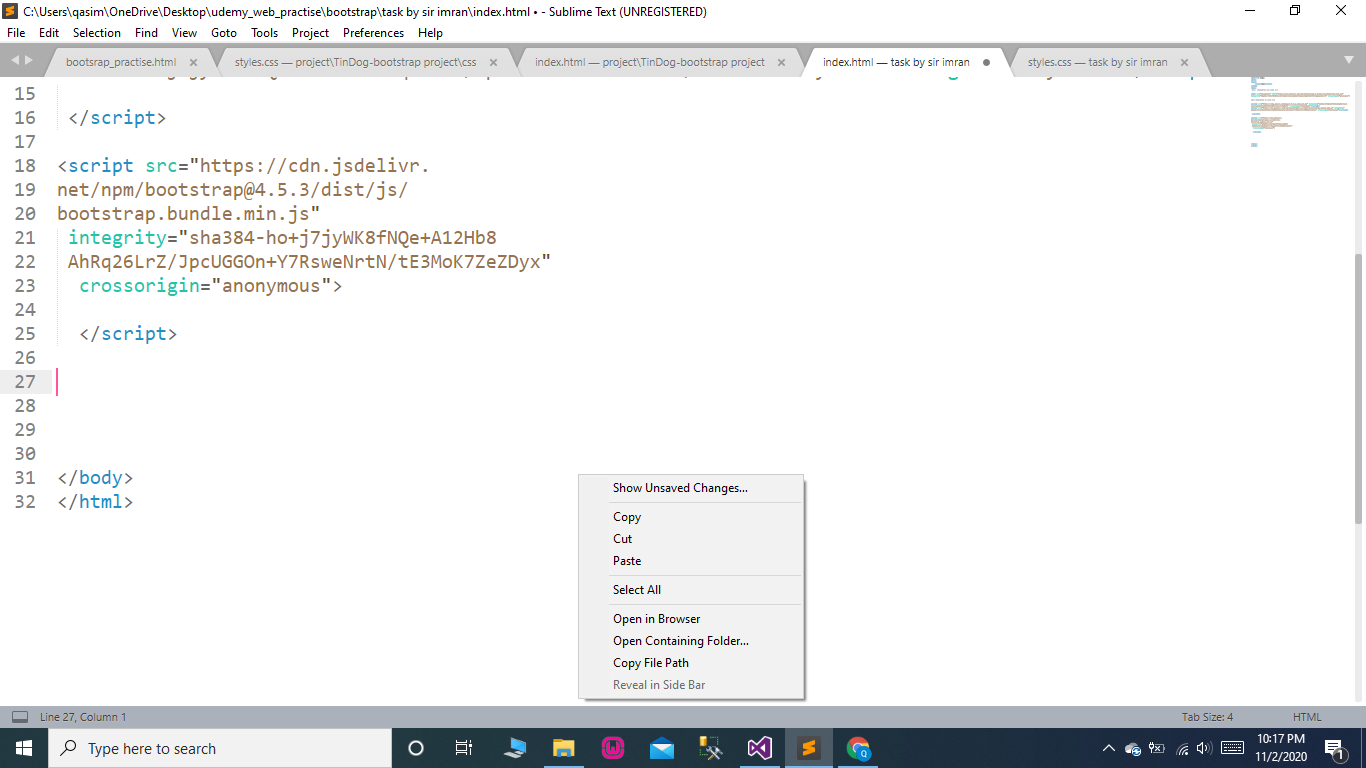 C:\Users\qasim\OneDrive\Desktop\udemy_web_practise\bootstrap\task by sir imran\index.html • - Sublime Text (UNREGISTERED)
File Edit Selection Find View Goto Tools Project Preferences Help
bootsrap_practise.html × styles.css — project\TinDog-bootstrap project\css × index.html — project\TinDog-bootstrap project × index.html — task by sir imran styles.css — task by sir imran ×
15
16 </script>
17
18 <script src="https://cdn.jsdelivr.
19 net/npm/bootstrap@4.5.3/dist/js/
20 bootstrap.bundle.min.js"
21 integrity="sha384-ho+j7jyWK8fNQe+A12Hb8
22 AhRq26LrZ/JpcUGGOn+Y7RsweNrtN/tE3MoK7ZeZDyx"
23 crossorigin="anonymous">
24
25 </script>
26
27
28
29
30
31 </body>
32 </html>
Show Unsaved Changes...
Copy
Cut
Paste
Select All
Open in Browser
Open Containing Folder...
Copy File Path
Reveal in Side Bar
Line 27, Column 1 Tab Size: 4 HTML
Type here to search
10:17 PM
11/2/2020
1